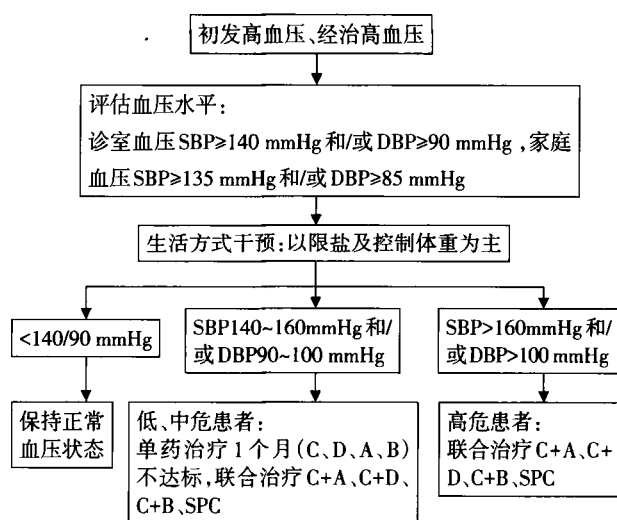 初发高血压、经治高血压
评估血压水平:
诊室血压SBP≥140 mmHg和/或DBP≥90 mmHg,家庭
血压SBP≥135 mmHg和/或DBP≥85 mmHg
生活方式干预:以限盐及控制体重为主
<140/90 mmHg
SBP140~160mmHg和/
或DBP90~100 mmHg
SBP>160mmHg和/
或DBP>100 mmHg
保持正常
血压状态
低、中危患者:
单药治疗1个月(C、D、A、B)
不达标,联合治疗C+A、C+D、
C+B、SPC
高危患者:
联合治疗C+A、C+
D、C+B、SPC